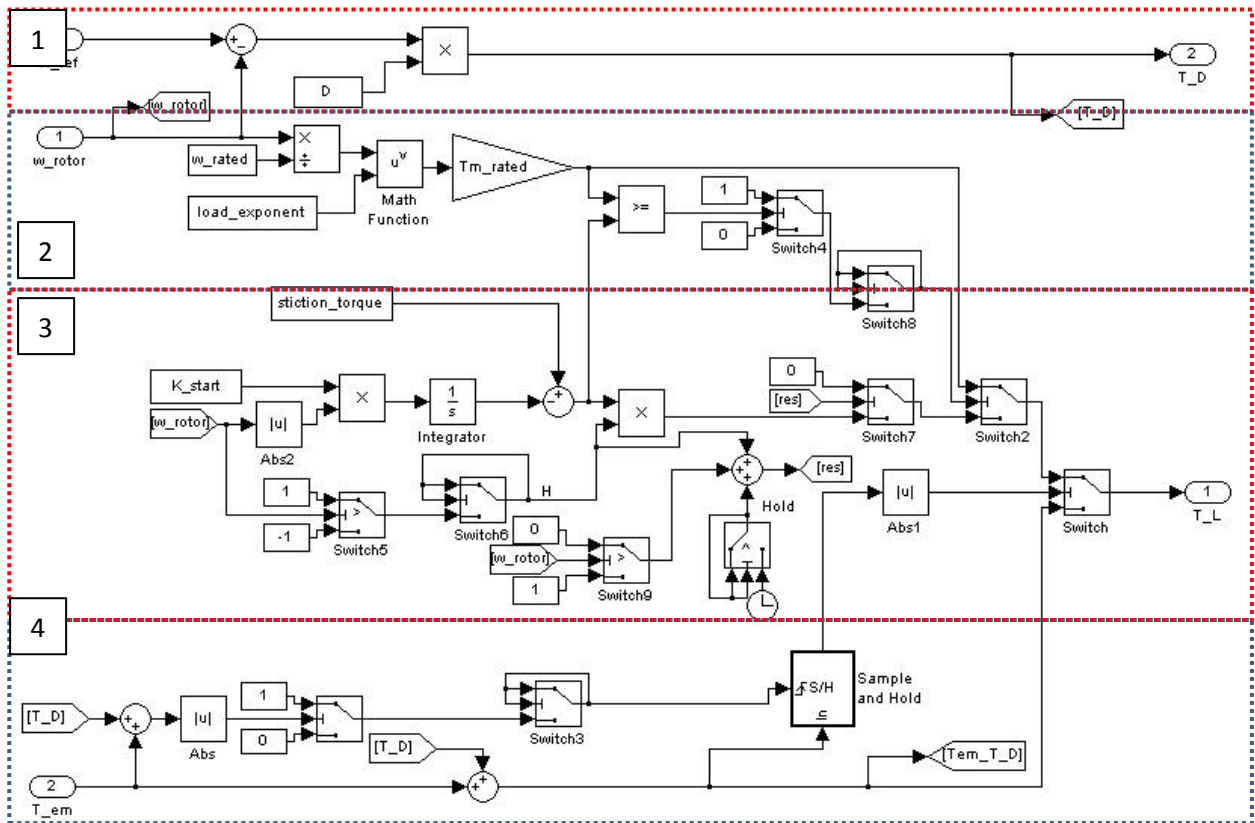 1
2
T_D
D
[w_rotor]
[T_D]
1
w_rotor
w_rated
×
÷
u^v
Math
Function
Tm_rated
load_exponent
>=
1
0
Switch4
2
Switch8
stiction_torque
3
K_start
[w_rotor]
|u|
Abs2
×
1
s
Integrator
×
0
[res]
Switch7
Switch2
1
-1
>
Switch5
Switch6
H
0
[w_rotor]
1
>
Switch9
Hold
[res]
|u|
Abs1
Switch
1
T_L
>
4
[T_D]
|u|
Abs
1
0
Switch3
S/H
Sample
and Hold
[T_D]
[Tem_T_D]
2
T_em